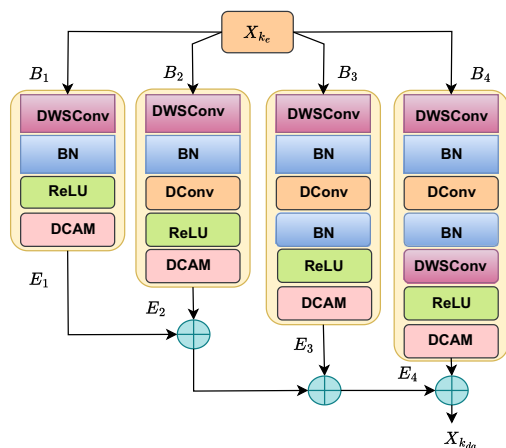 X_{k_e}
B_1
B_2
B_3
B_4
DWSConv
BN
ReLU
DCAM
DWSConv
BN
DConv
ReLU
DCAM
DWSConv
BN
DConv
BN
ReLU
DCAM
DWSConv
BN
DConv
BN
DWSConv
ReLU
DCAM
E_1
E_2
E_3
E_4
X_{k_{da}}